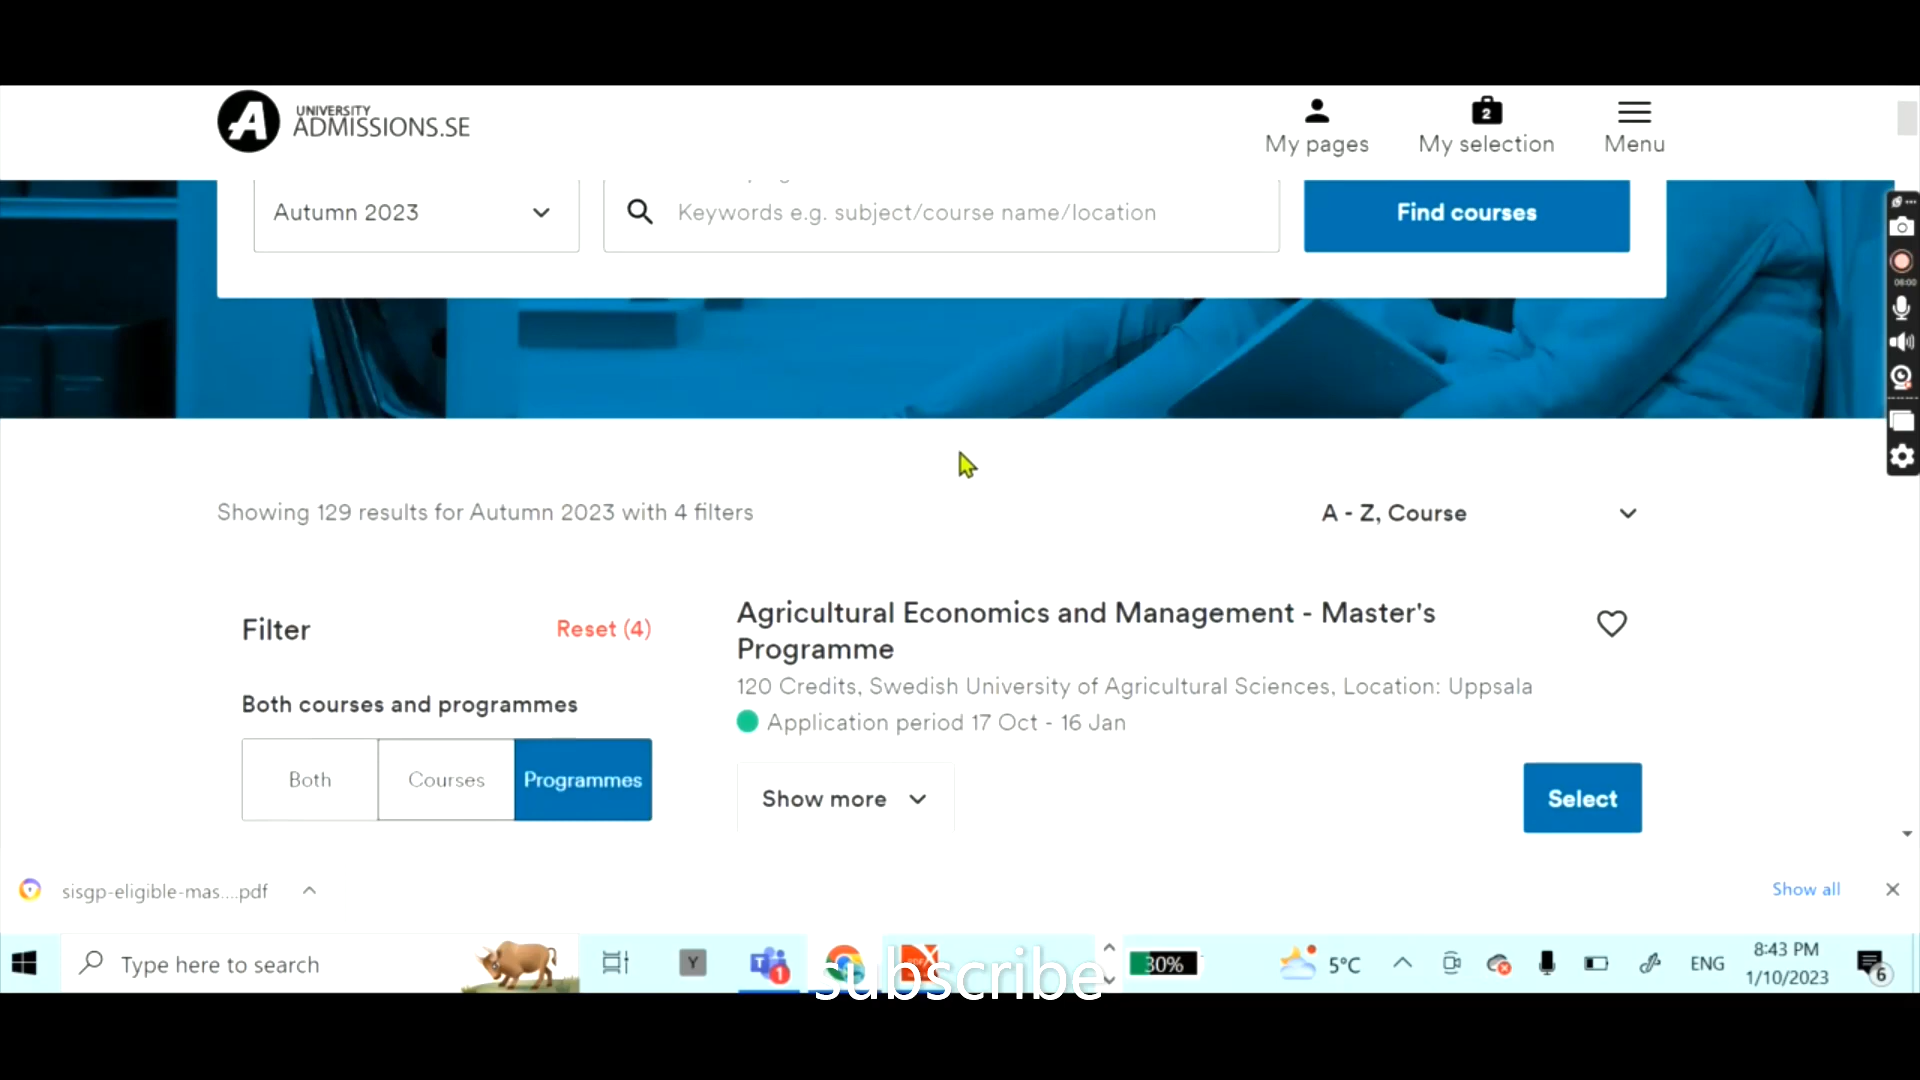 UNIVERSITY
ADMISSIONS.SE
2
My pages
My selection
Menu
Autumn 2023
Keywords e.g. subject/course name/location
Find courses
06:00
Showing 129 results for Autumn 2023 with 4 filters
A - Z, Course
Filter
Reset (4)
Agricultural Economics and Management - Master's
Programme
120 Credits, Swedish University of Agricultural Sciences, Location: Uppsala
Application period 17 Oct - 16 Jan
Both courses and programmes
Both
Courses
Programmes
Show more
Select
sisgp-eligible-mas....pdf
Show all
Type here to search
Y
T
1
subscribe
30%
5°C
ENG
8:43 PM
1/10/2023
6